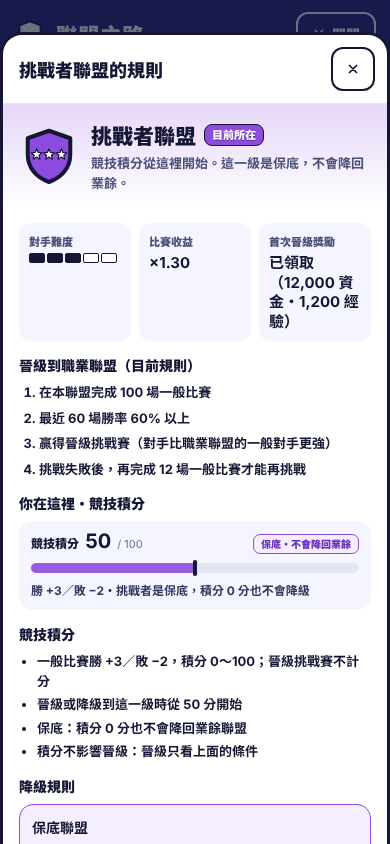 挑戰者聯盟的規則
×
挑戰者聯盟 目前所在
競技積分從這裡開始。這一級是保底，不會降回
業餘。
對手難度
比賽收益
×1.30
首次晉級獎勵
已領取
（12,000 資
金・1,200 經
驗）
晉級到職業聯盟（目前規則）
1. 在本聯盟完成 100 場一般比賽
2. 最近 60 場勝率 60% 以上
3. 贏得晉級挑戰賽（對手比職業聯盟的一般對手更強）
4. 挑戰失敗後，再完成 12 場一般比賽才能再挑戰
你在這裡・競技積分
競技積分 50 / 100 保底・不會降回業餘
勝 +3／敗 −2・挑戰者是保底，積分 0 分也不會降級
競技積分
• 一般比賽勝 +3／敗 −2，積分 0～100；晉級挑戰賽不計
分
• 晉級或降級到這一級時從 50 分開始
• 保底：積分 0 分也不會降回業餘聯盟
• 積分不影響晉級：晉級只看上面的條件
降級規則
保底聯盟